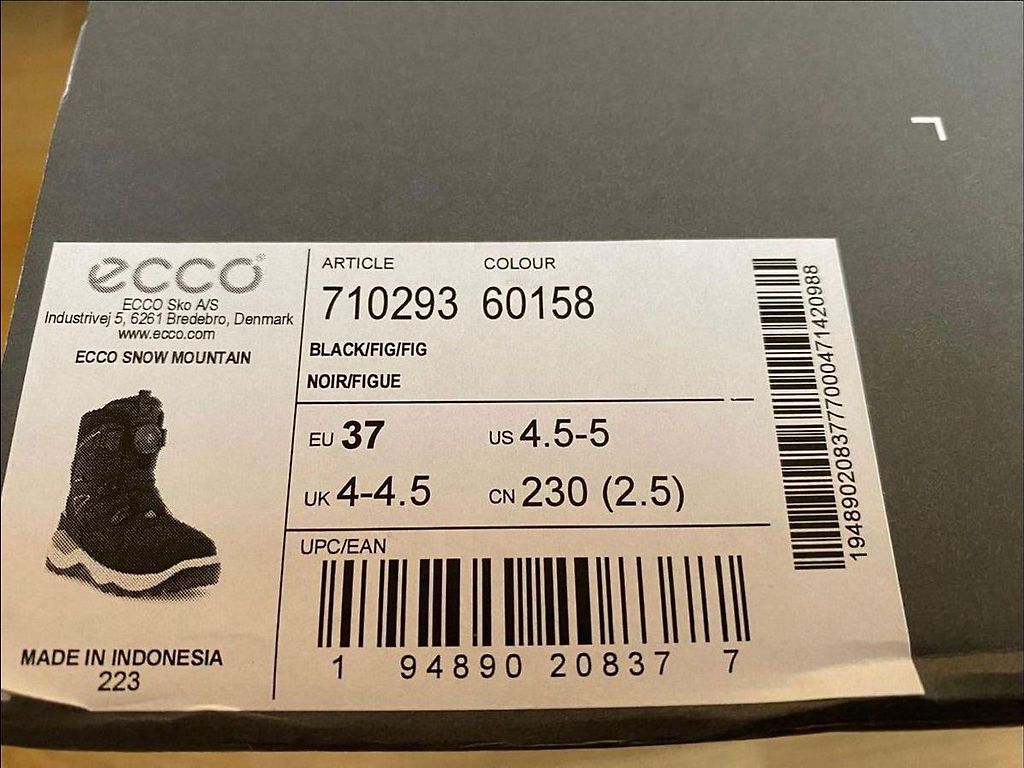 ecco®
ECCO Sko A/S
Industrivej 5, 6261 Bredebro, Denmark
www.ecco.com
ECCO SNOW MOUNTAIN
MADE IN INDONESIA
223
ARTICLE COLOUR
710293 60158
BLACK/FIG/FIG
NOIR/FIGUE
EU 37 US 4.5-5
UK 4-4.5 CN 230 (2.5)
UPC/EAN
1 94890 20837 7
194890208377700047142098​8